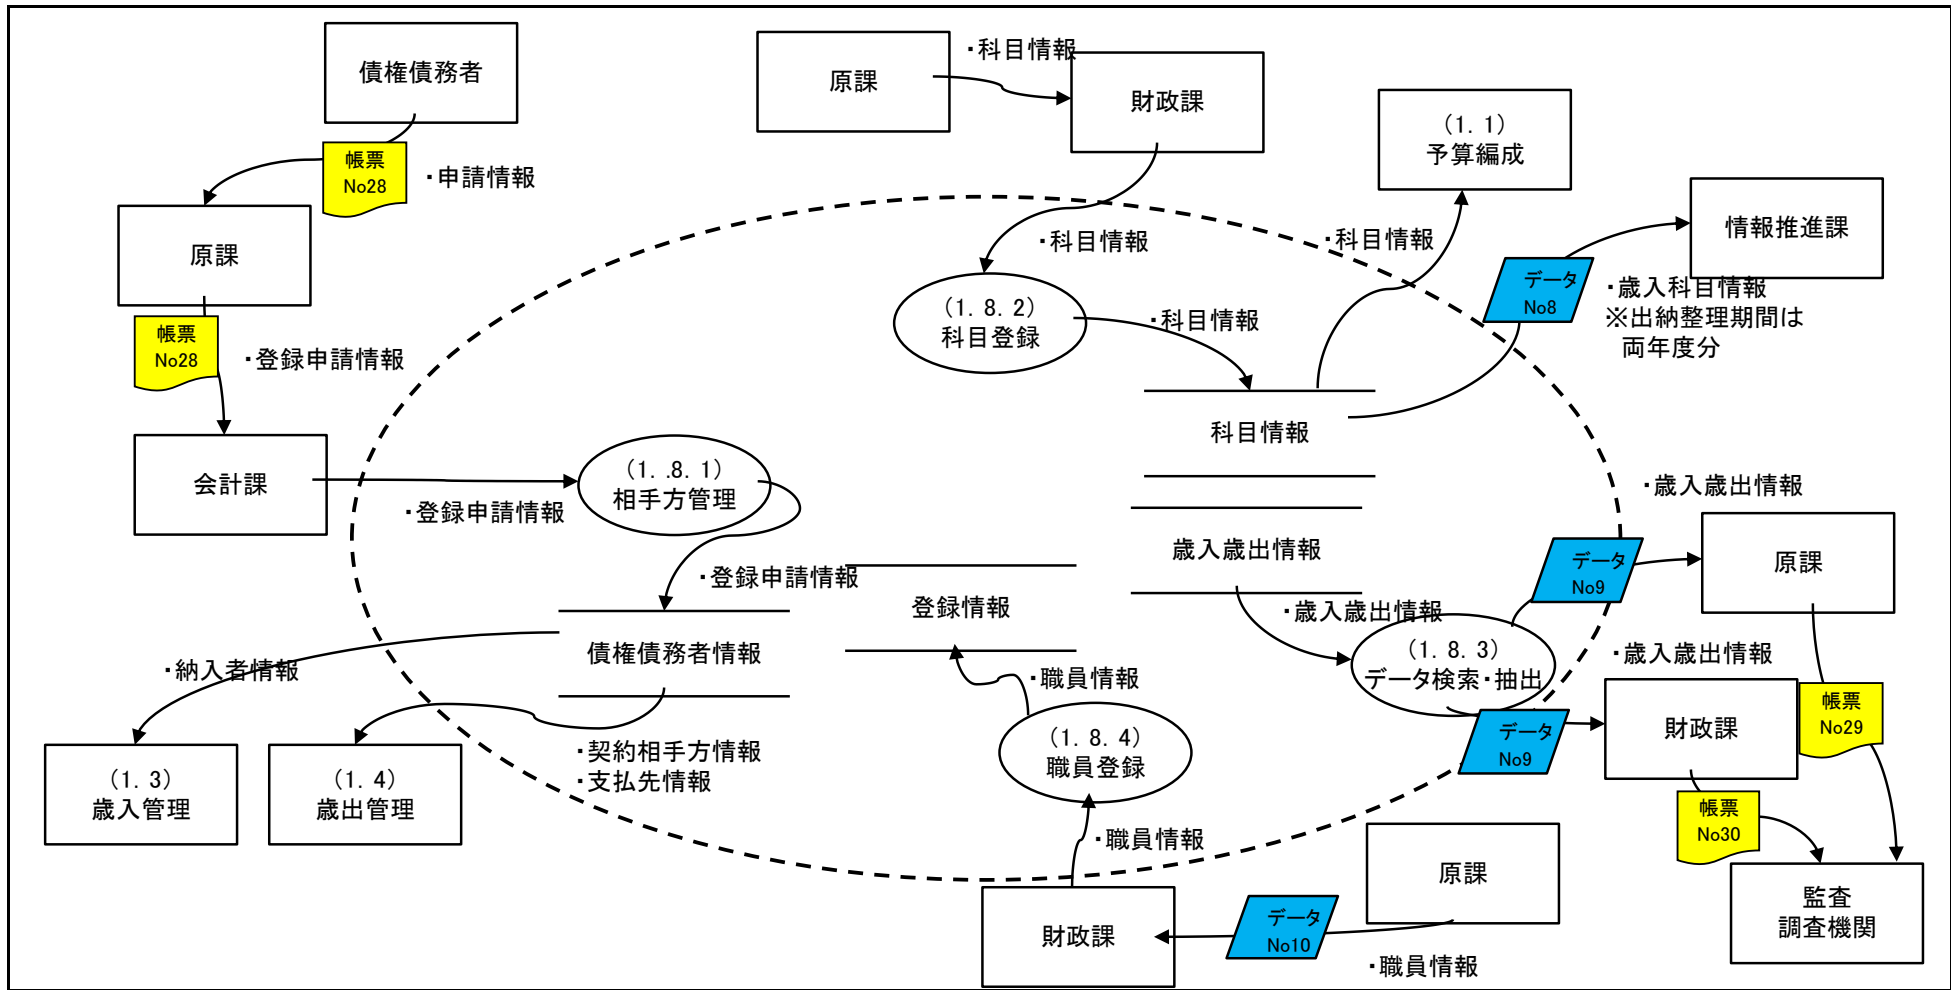 債権債務者
帳票
No28
・申請情報
原課
帳票
No28
・登録申請情報
会計課
・登録申請情報
(1. .8. 1)
相手方管理
・登録申請情報
債権債務者情報
・納入者情報
(1. 3)
歳入管理
(1. 4)
歳出管理
・契約相手方情報
・支払先情報
原課
・科目情報
財政課
・科目情報
(1. 8. 2)
科目登録
・科目情報
科目情報
・科目情報
(1. 1)
予算編成
データ
No8
情報推進課
・歳入科目情報
※出納整理期間は
両年度分
歳入歳出情報
・歳入歳出情報
(1. 8. 3)
データ検索・抽出
データ
No9
・歳入歳出情報
原課
データ
No9
・歳入歳出情報
財政課
帳票
No29
帳票
No30
監査
調査機関
登録情報
・職員情報
(1. 8. 4)
職員登録
・職員情報
財政課
データ
No10
原課
・職員情報